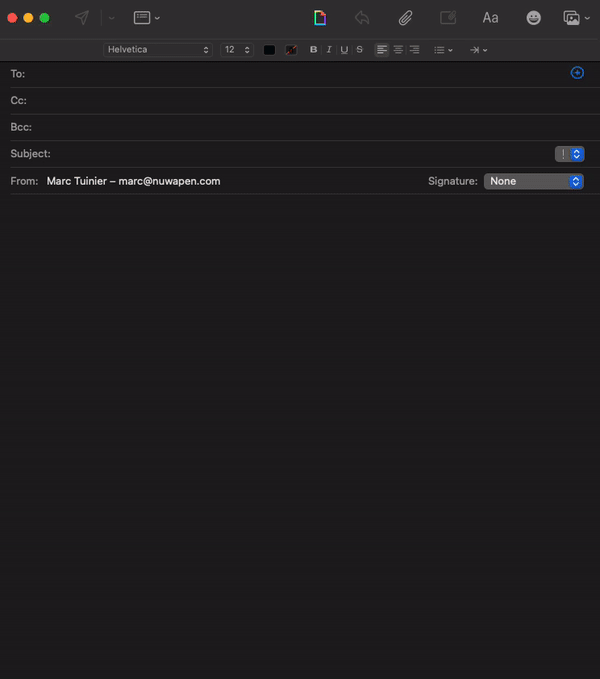 Aa
Helvetica 12 B I U S
To:
Cc:
Bcc:
Subject: !
From: Marc Tuinier – marc@nuwapen.com Signature: None